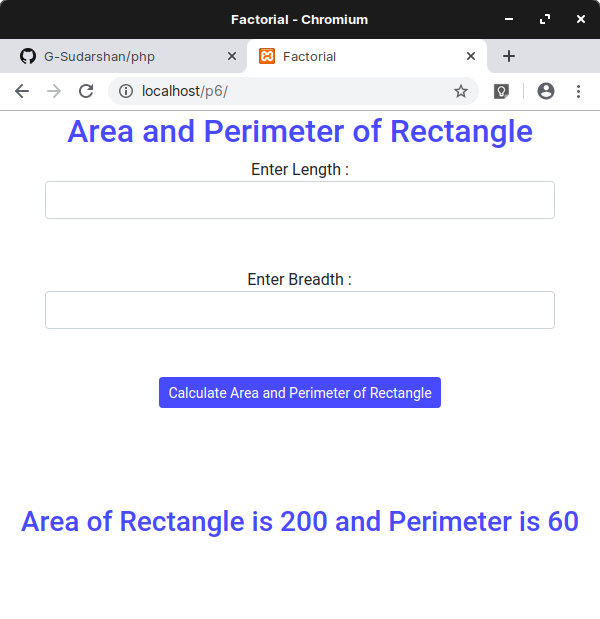 Factorial - Chromium
G-Sudarshan/php
Factorial
localhost/p6/
Area and Perimeter of Rectangle
Enter Length :
Enter Breadth :
Calculate Area and Perimeter of Rectangle
Area of Rectangle is 200 and Perimeter is 60